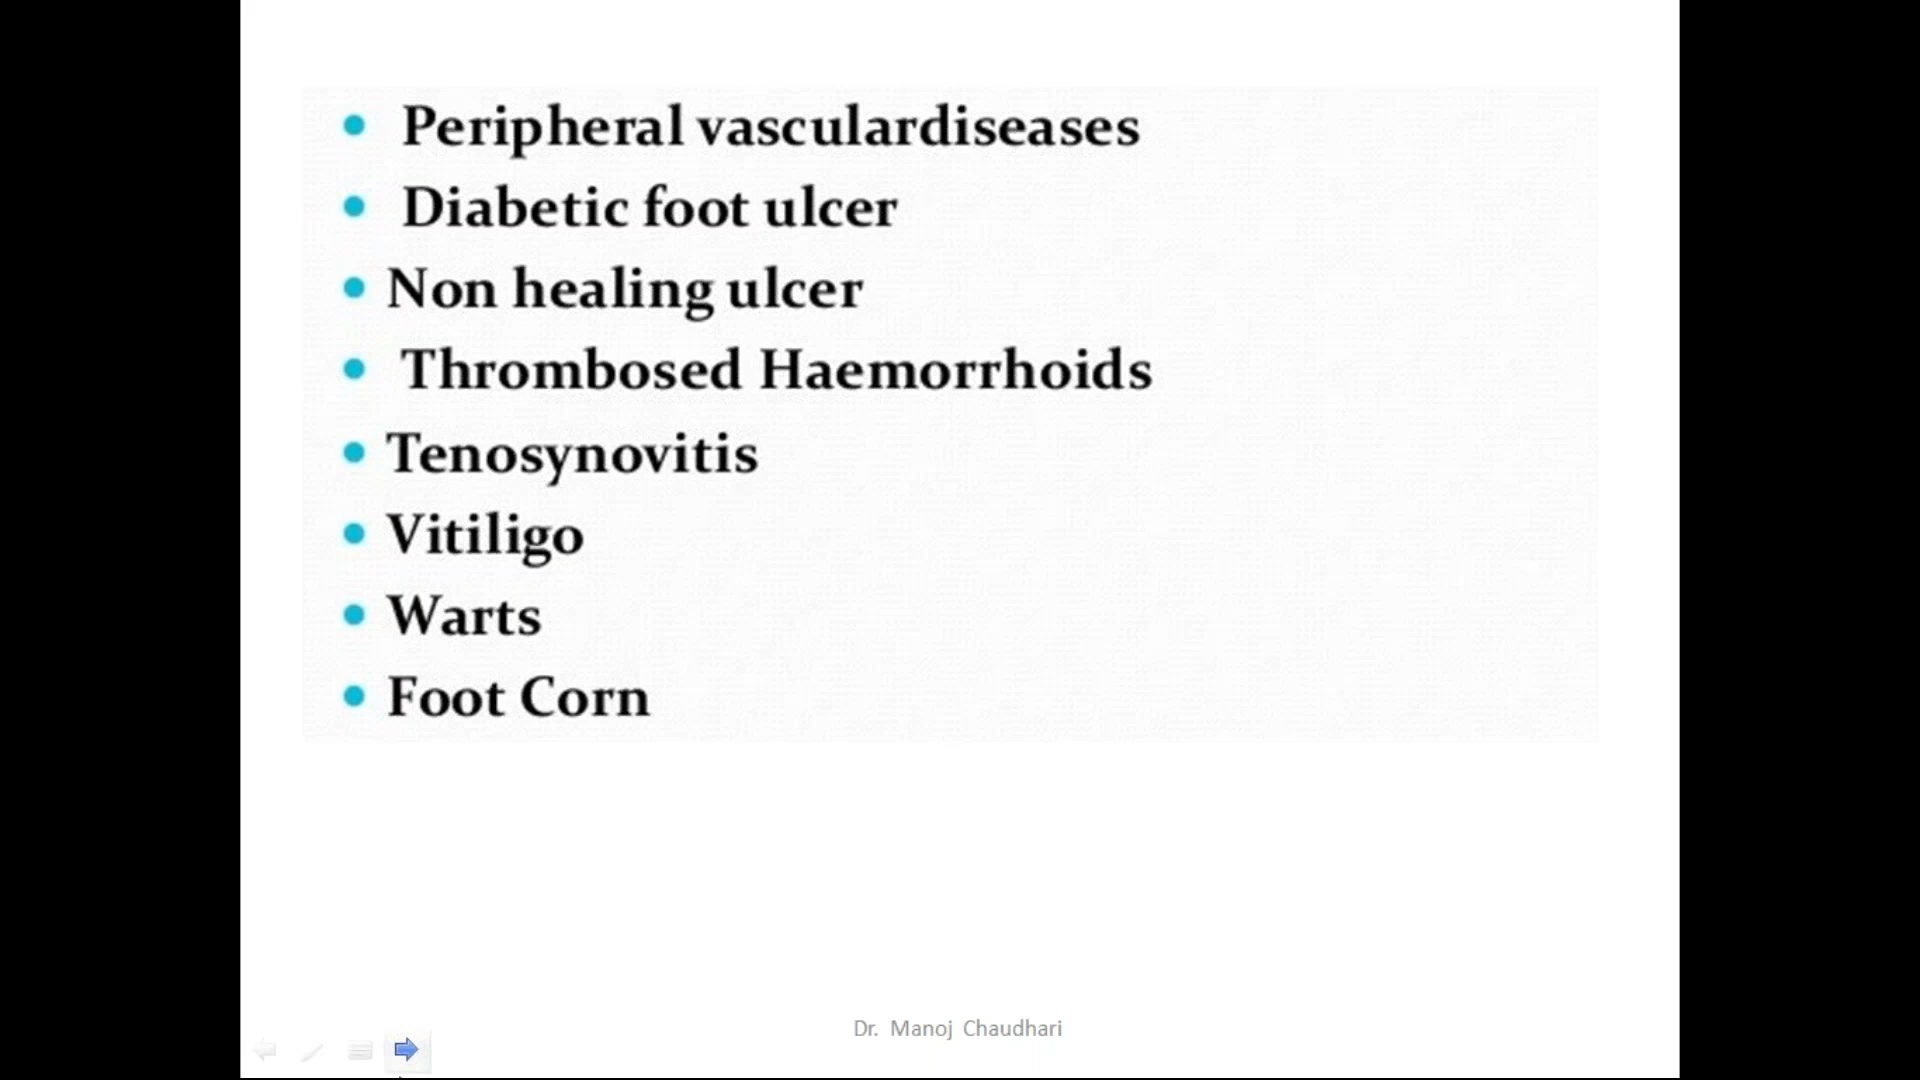 • Peripheral vasculardiseases
• Diabetic foot ulcer
• Non healing ulcer
• Thrombosed Haemorrhoids
• Tenosynovitis
• Vitiligo
• Warts
• Foot Corn
Dr. Manoj Chaudhari